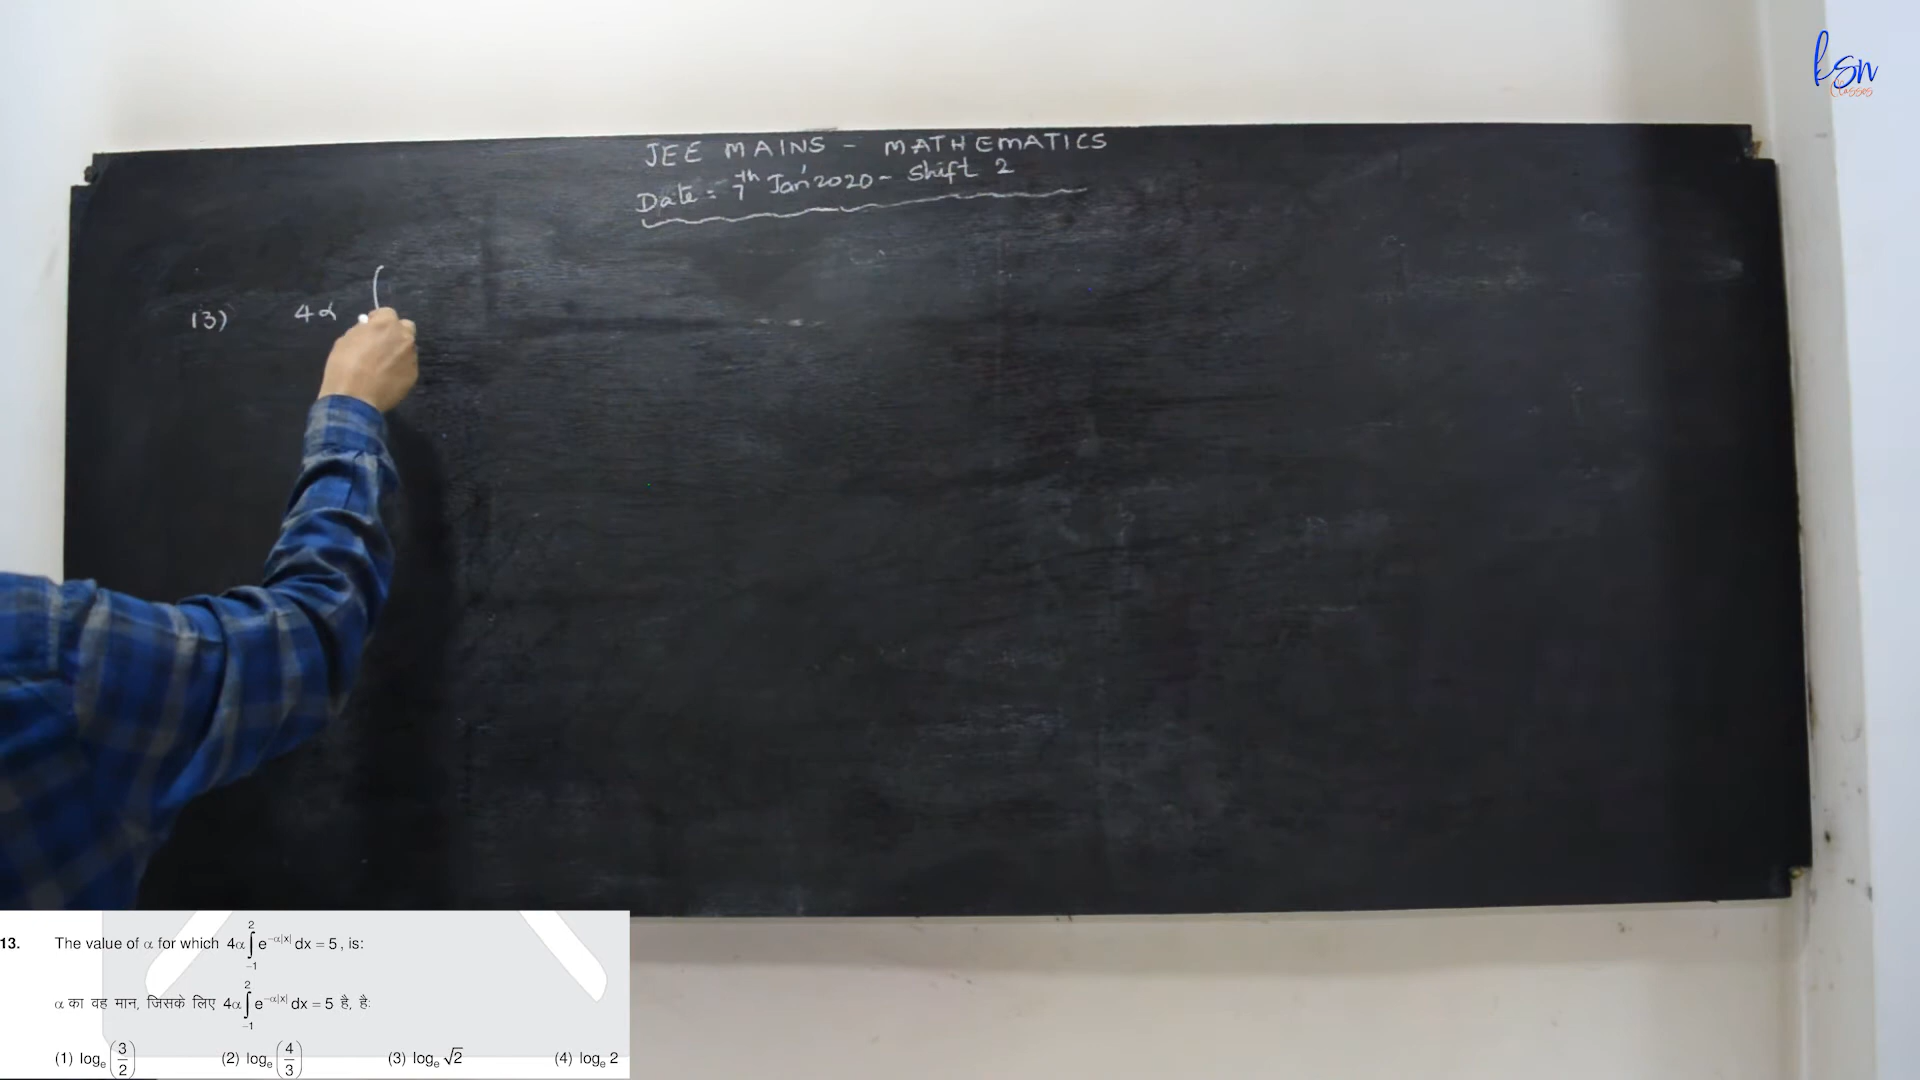 ksn
Classes
JEE MAINS - MATHEMATICS
Date : 7th Jan'2020 - Shift 2
13) 4α ∫
13. The value of α for which 4α ∫₋₁² e^(−α|x|) dx = 5, is:
α का वह मान, जिसके लिए 4α ∫₋₁² e^(−α|x|) dx = 5 है, है:
(1) logₑ (3/2) (2) logₑ (4/3) (3) logₑ √2 (4) logₑ 2